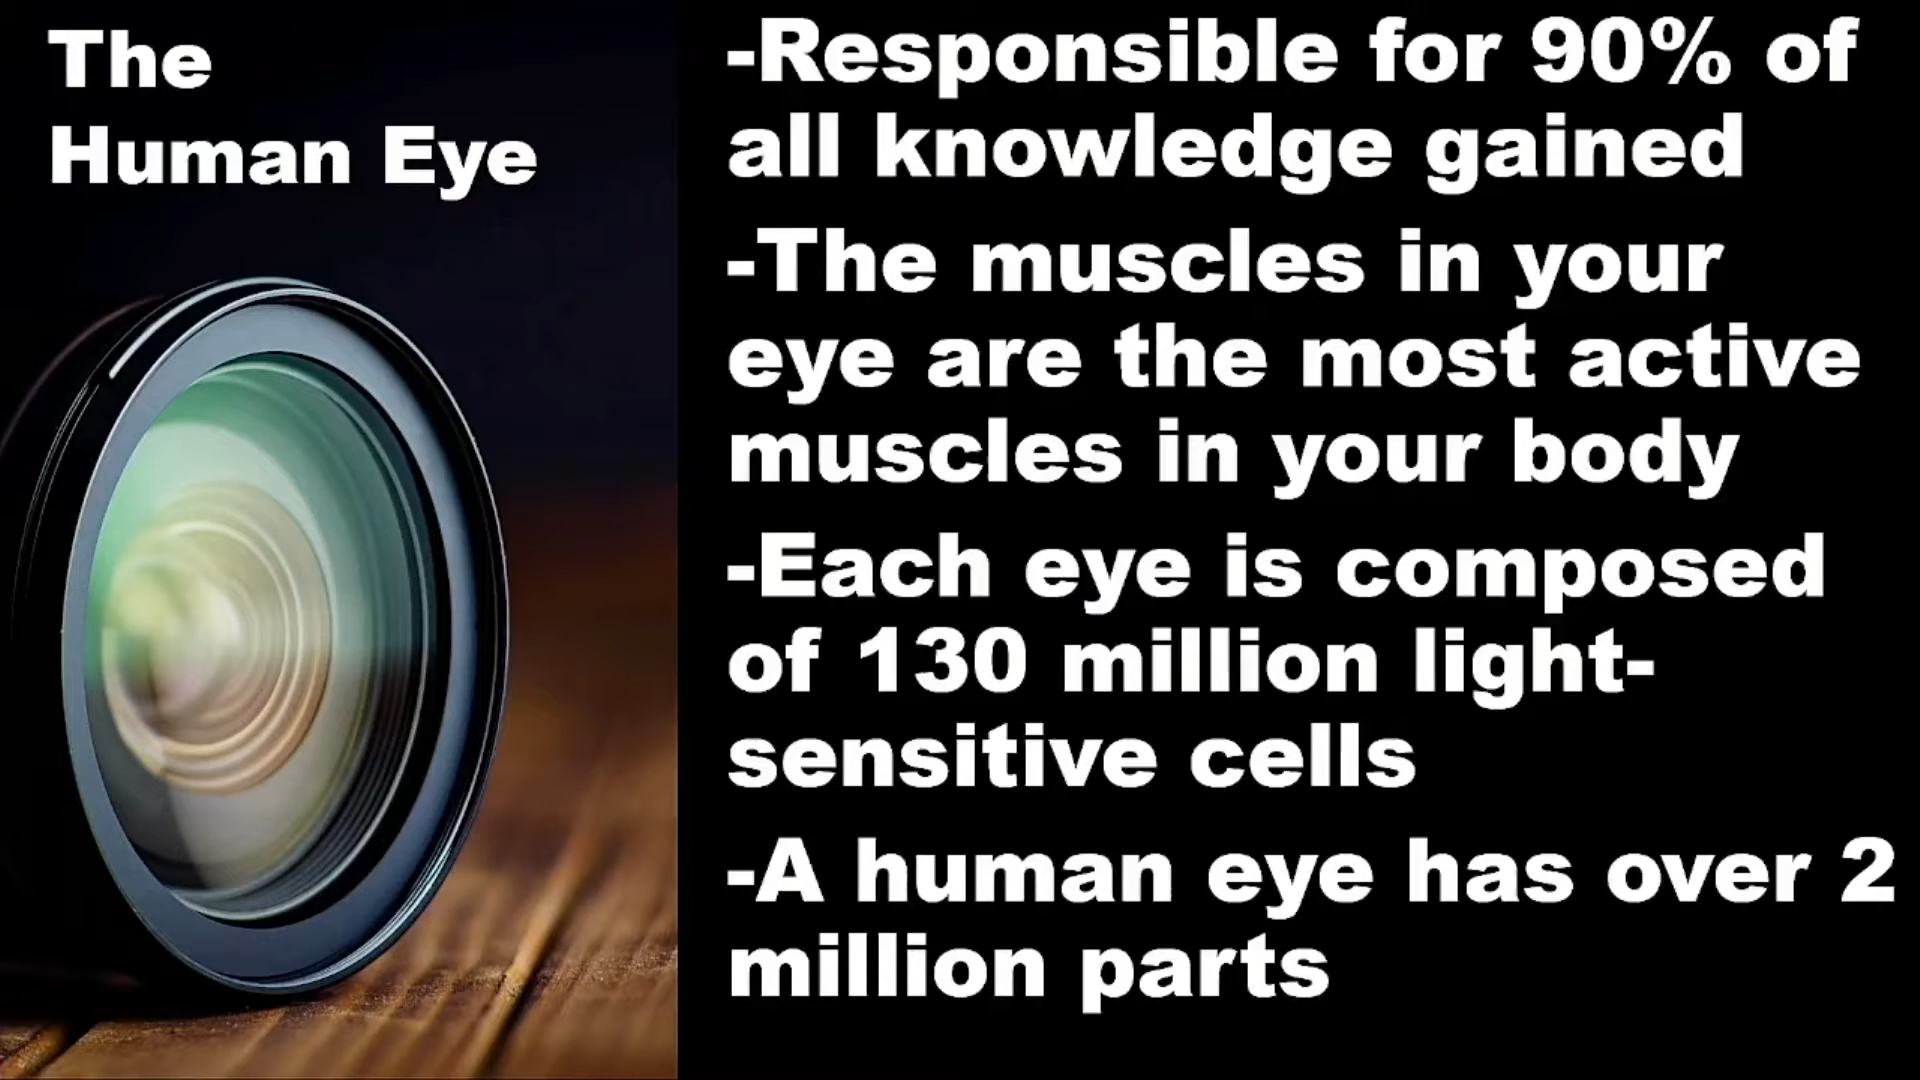 The
Human Eye
-Responsible for 90% of
all knowledge gained
-The muscles in your
eye are the most active
muscles in your body
-Each eye is composed
of 130 million light-
sensitive cells
-A human eye has over 2
million parts